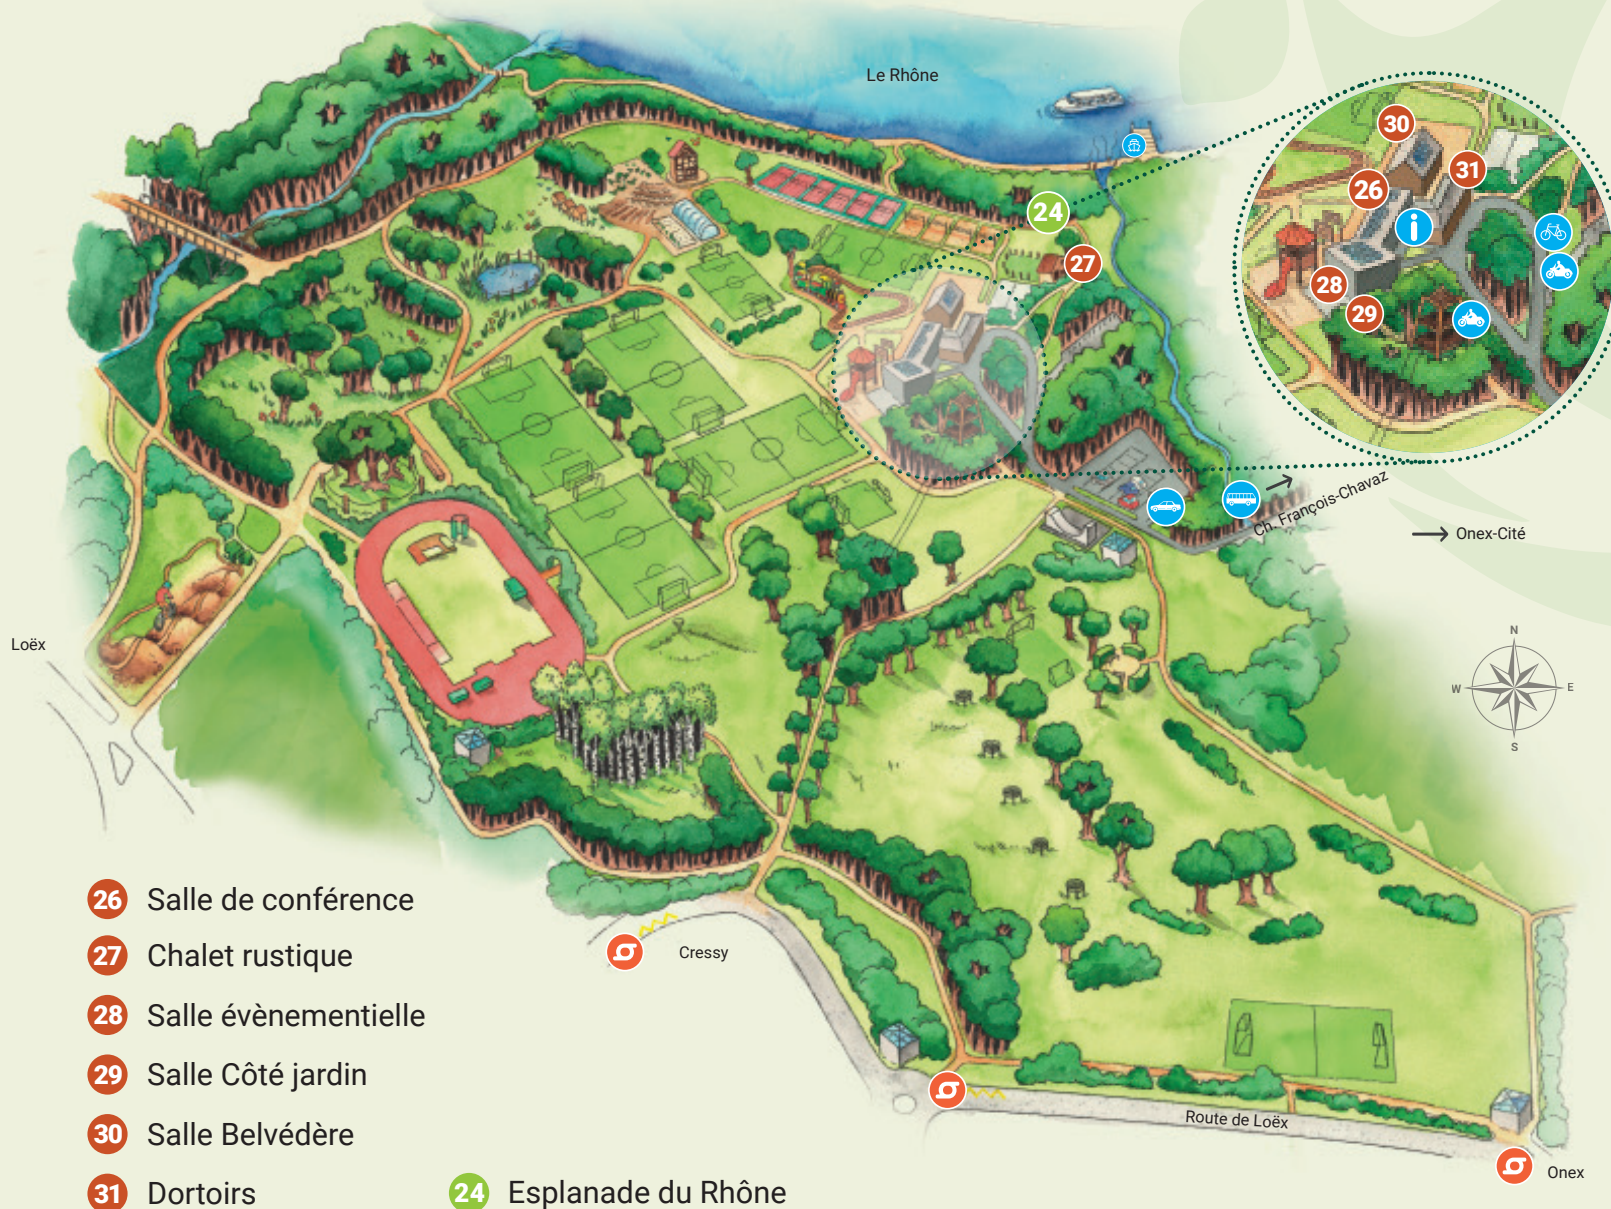 Le Rhône
30
31
26
24
27
28
29
Ch. François-Chavaz
Onex-Cité
N
W
E
S
Loëx
Cressy
Route de Loëx
Onex
26 Salle de conférence
27 Chalet rustique
28 Salle évènementielle
29 Salle Côté jardin
30 Salle Belvédère
31 Dortoirs
24 Esplanade du Rhône